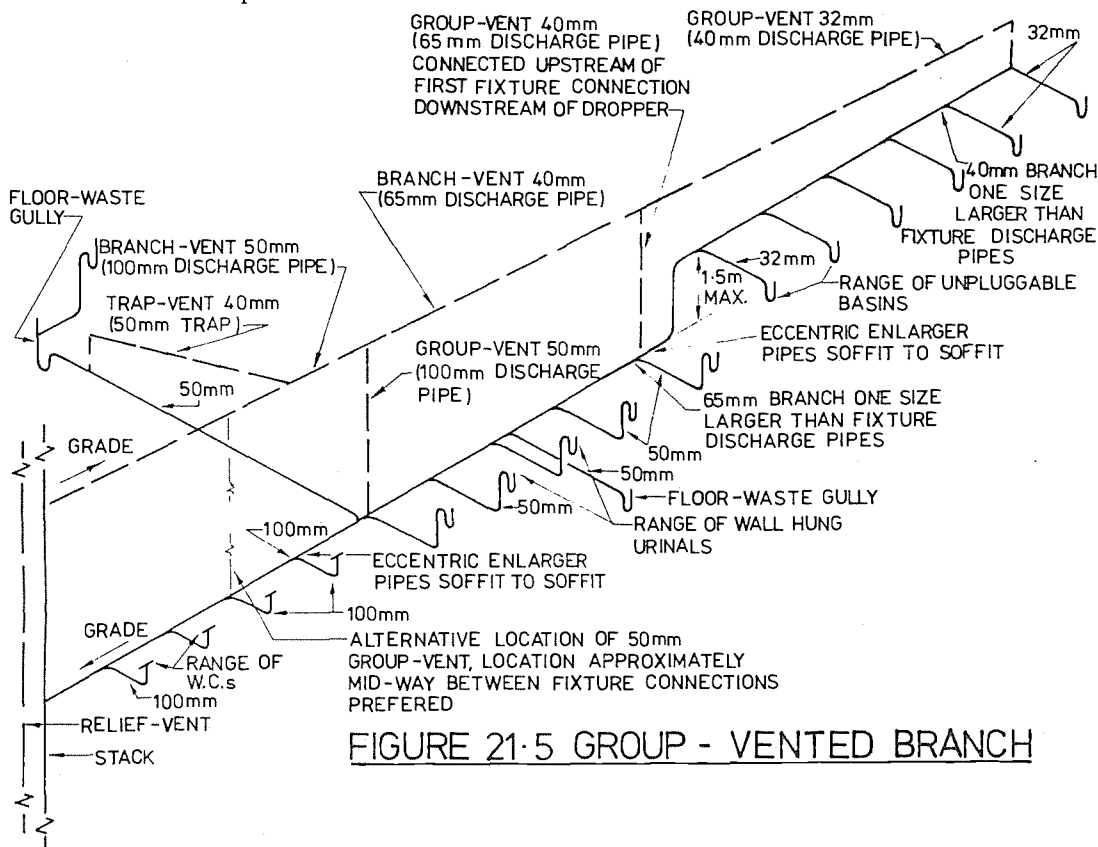 GROUP-VENT 40mm
(65mm DISCHARGE PIPE)
CONNECTED UPSTREAM OF
FIRST FIXTURE CONNECTION
DOWNSTREAM OF DROPPER
GROUP-VENT 32mm
(40mm DISCHARGE PIPE)
32mm
40mm BRANCH
ONE SIZE
LARGER THAN
FIXTURE DISCHARGE
PIPES
BRANCH-VENT 40mm
(65mm DISCHARGE PIPE)
FLOOR-WASTE
GULLY
BRANCH-VENT 50mm
(100mm DISCHARGE PIPE)
TRAP-VENT 40mm
(50mm TRAP)
32mm
1·5m
MAX.
RANGE OF UNPLUGGABLE
BASINS
ECCENTRIC ENLARGER
PIPES SOFFIT TO SOFFIT
GROUP-VENT 50mm
(100mm DISCHARGE
PIPE)
50mm
65mm BRANCH ONE SIZE
LARGER THAN FIXTURE
DISCHARGE PIPES
50mm
GRADE
50mm
FLOOR-WASTE GULLY
50mm
RANGE OF WALL HUNG
URINALS
100mm
ECCENTRIC ENLARGER
PIPES SOFFIT TO SOFFIT
100mm
GRADE
ALTERNATIVE LOCATION OF 50mm
GROUP-VENT, LOCATION APPROXIMATELY
MID-WAY BETWEEN FIXTURE CONNECTIONS
PREFERED
RANGE OF
W.C.s
100mm
RELIEF-VENT
STACK
FIGURE 21·5 GROUP - VENTED BRANCH